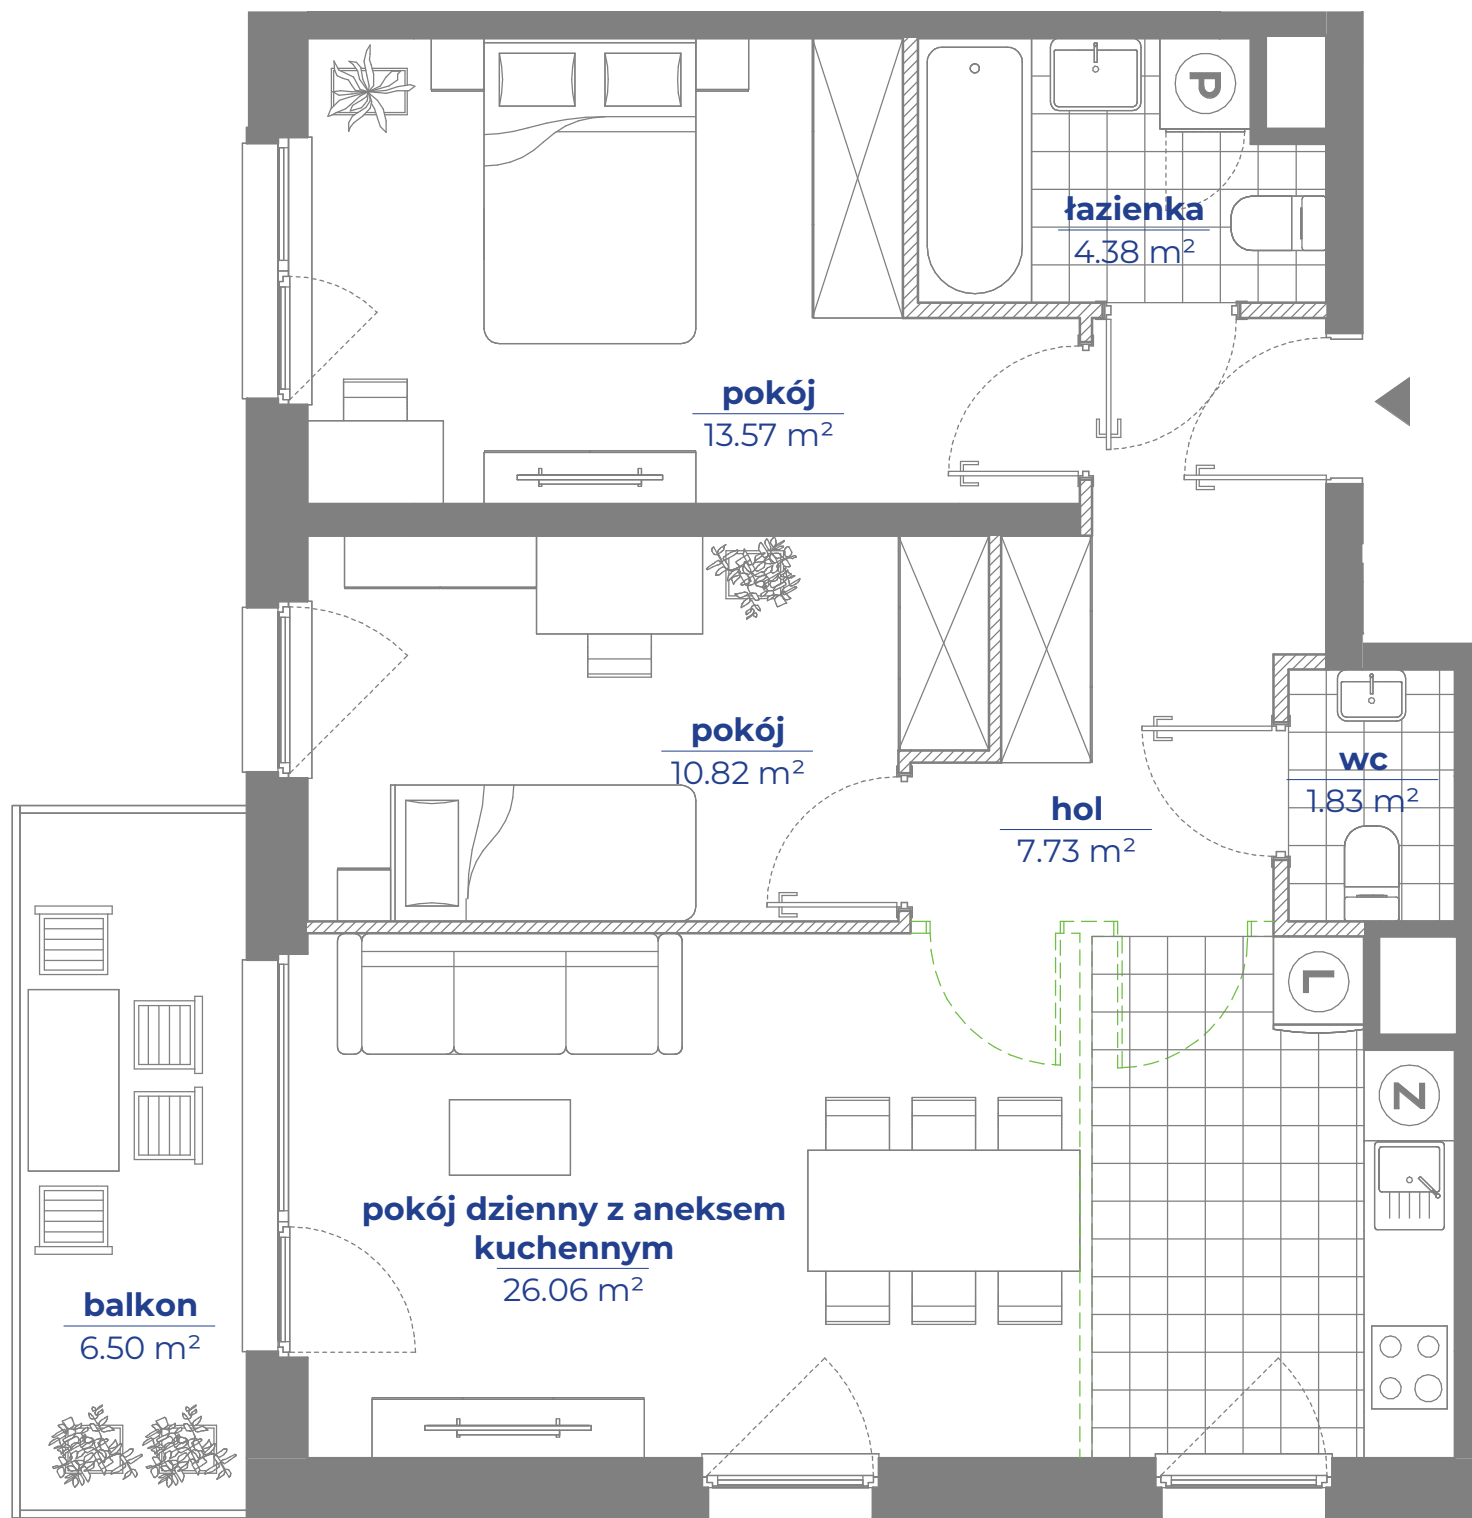 P
łazienka
4.38 m²
pokój
13.57 m²
pokój
10.82 m²
wc
1.83 m²
hol
7.73 m²
L
Z
pokój dzienny z aneksem
kuchennym
26.06 m²
balkon
6.50 m²